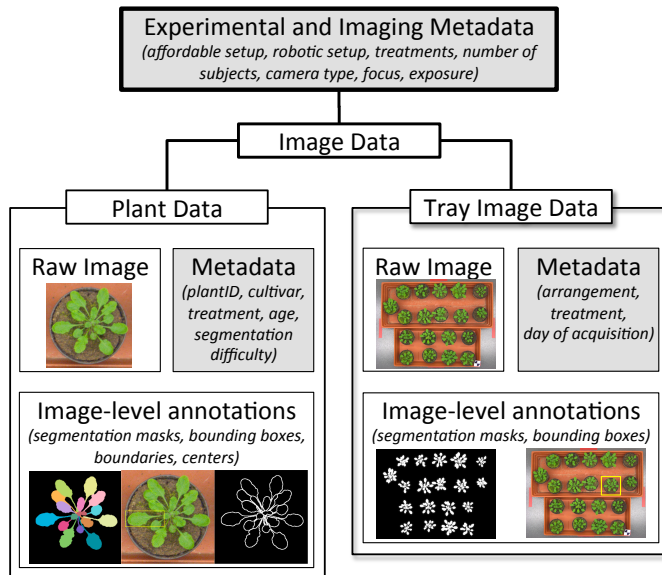 Experimental and Imaging Metadata
(affordable setup, robotic setup, treatments, number of
subjects, camera type, focus, exposure)
Image Data
Plant Data
Raw Image
Metadata
(plantID, cultivar,
treatment, age,
segmentation
difficulty)
Image-level annotations
(segmentation masks, bounding boxes,
boundaries, centers)
Tray Image Data
Raw Image
Metadata
(arrangement,
treatment,
day of acquisition)
Image-level annotations
(segmentation masks, bounding boxes)